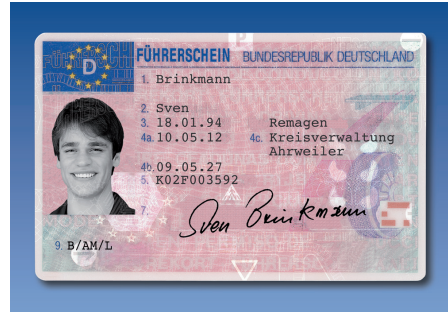 D
FÜHRERSCHEIN BUNDESREPUBLIK DEUTSCHLAND
1. Brinkmann
2. Sven
3. 18.01.94 Remagen
4a. 10.05.12 4c. Kreisverwaltung
Ahrweiler
4b. 09.05.27
5. K02F003592
7.
Sven Brinkmann
9. B/AM/L